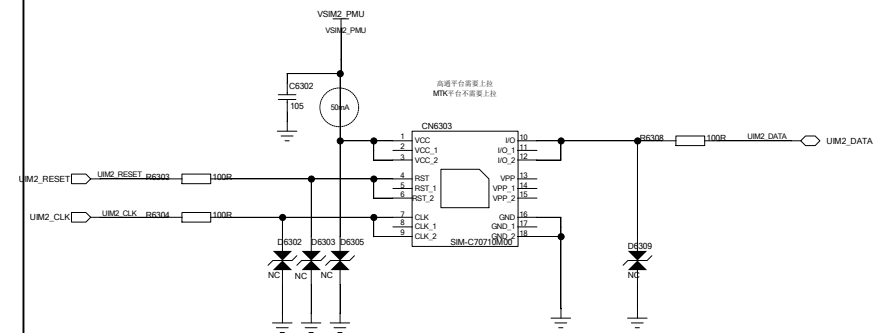 VSIM2_PMU
VSIM2_PMU
C6302
105
50mA
高通平台需要上拉
MTK平台不需要上拉
CN6303
1 VCC I/O 10
2 VCC_1 I/O_1 11
3 VCC_2 I/O_2 12
4 RST VPP 13
5 RST_1 VPP_1 14
6 RST_2 VPP_2 15
7 CLK GND 16
8 CLK_1 GND_1 17
9 CLK_2 GND_2 18
SIM-C70710M00
R6308 100R UIM2_DATA UIM2_DATA
UIM2_RESET UIM2_RESET R6303 100R
UIM2_CLK UIM2_CLK R6304 100R
D6302 D6303 D6305
NC NC NC
D6309
NC